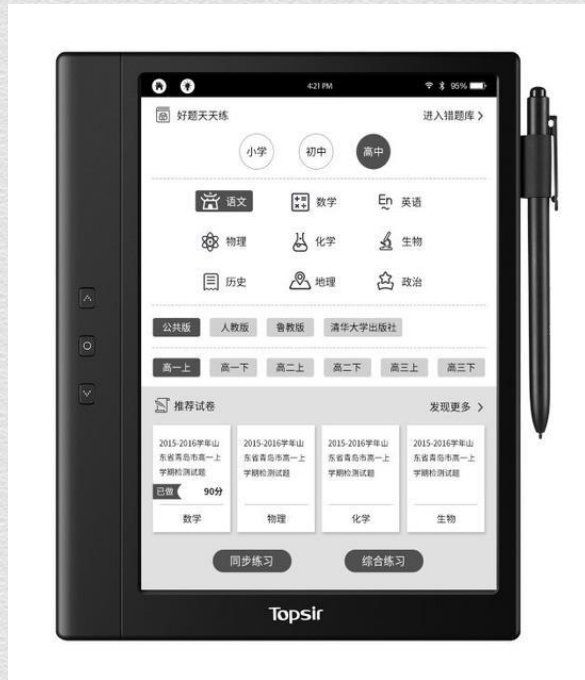 4:21 PM 95%
好题天天练 进入错题库 >
小学 初中 高中
语文 数学 En 英语
物理 化学 生物
历史 地理 政治
公共版 人教版 鲁教版 清华大学出版社
高一上 高一下 高二上 高二下 高三上 高三下
推荐试卷 发现更多 >
2015-2016学年山 2015-2016学年山 2015-2016学年山 2015-2016学年山
东省青岛市高一上 东省青岛市高一上 东省青岛市高一上 东省青岛市高一上
学期检测试题 学期检测试题 学期检测试题 学期检测试题
已做 90分
数学 物理 化学 生物
同步练习 综合练习
Topsir